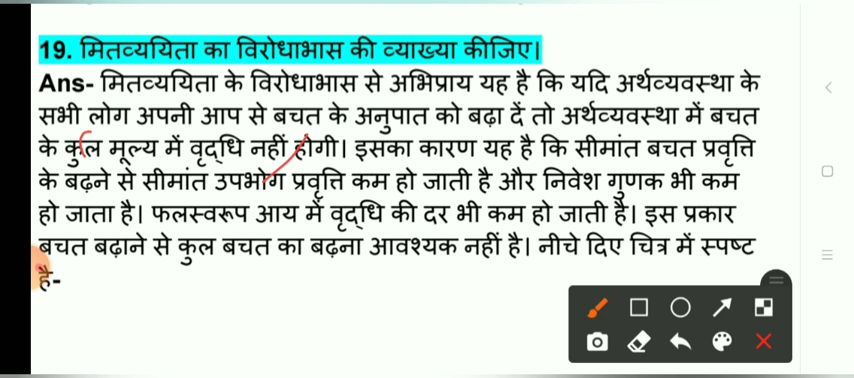 19. मितव्ययिता का विरोधाभास की व्याख्या कीजिए।
Ans- मितव्ययिता के विरोधाभास से अभिप्राय यह है कि यदि अर्थव्यवस्था के
सभी लोग अपनी आप से बचत के अनुपात को बढ़ा दें तो अर्थव्यवस्था में बचत
के कुल मूल्य में वृद्धि नहीं होगी। इसका कारण यह है कि सीमांत बचत प्रवृत्ति
के बढ़ने से सीमांत उपभोग प्रवृत्ति कम हो जाती है और निवेश गुणक भी कम
हो जाता है। फलस्वरूप आय में वृद्धि की दर भी कम हो जाती है। इस प्रकार
बचत बढ़ाने से कुल बचत का बढ़ना आवश्यक नहीं है। नीचे दिए चित्र में स्पष्ट
है-